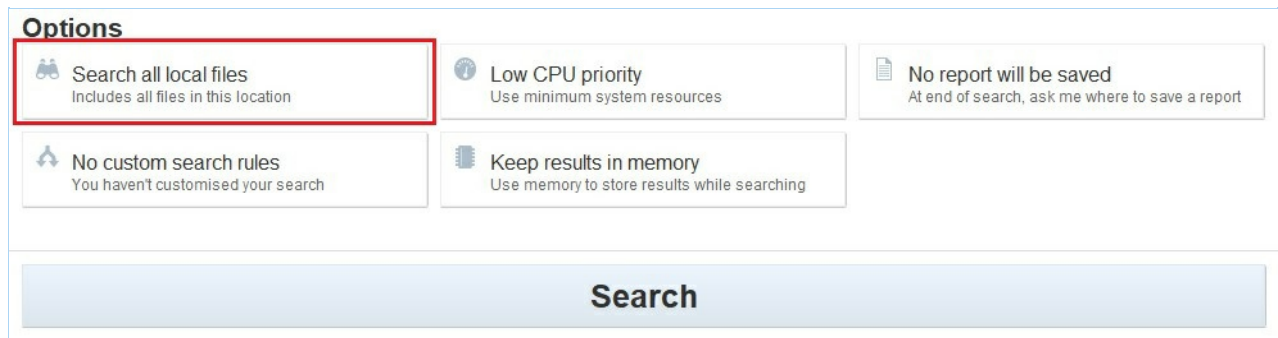 Options
Search all local files
Includes all files in this location
Low CPU priority
Use minimum system resources
No report will be saved
At end of search, ask me where to save a report
No custom search rules
You haven't customised your search
Keep results in memory
Use memory to store results while searching
Search